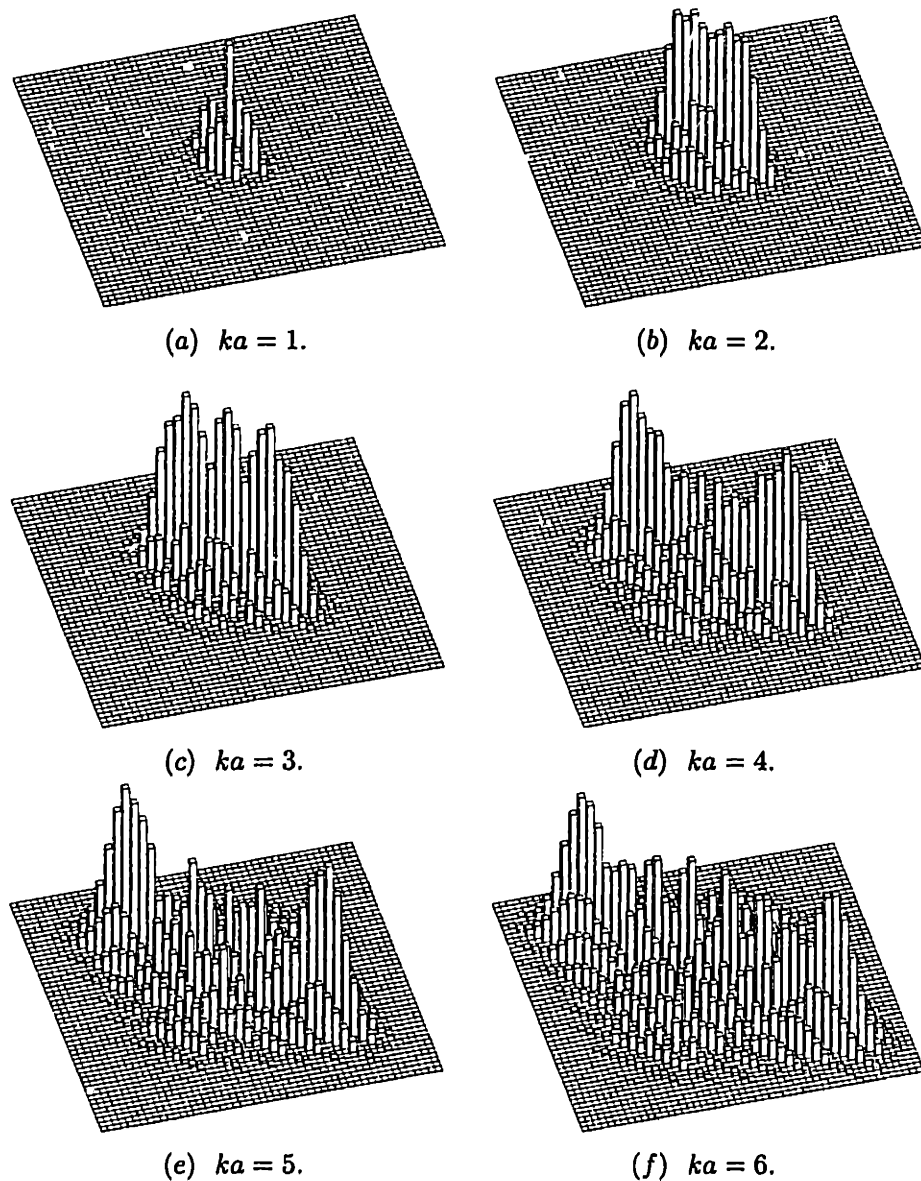 (a) ka = 1.
(b) ka = 2.
(c) ka = 3.
(d) ka = 4.
(e) ka = 5.
(f) ka = 6.